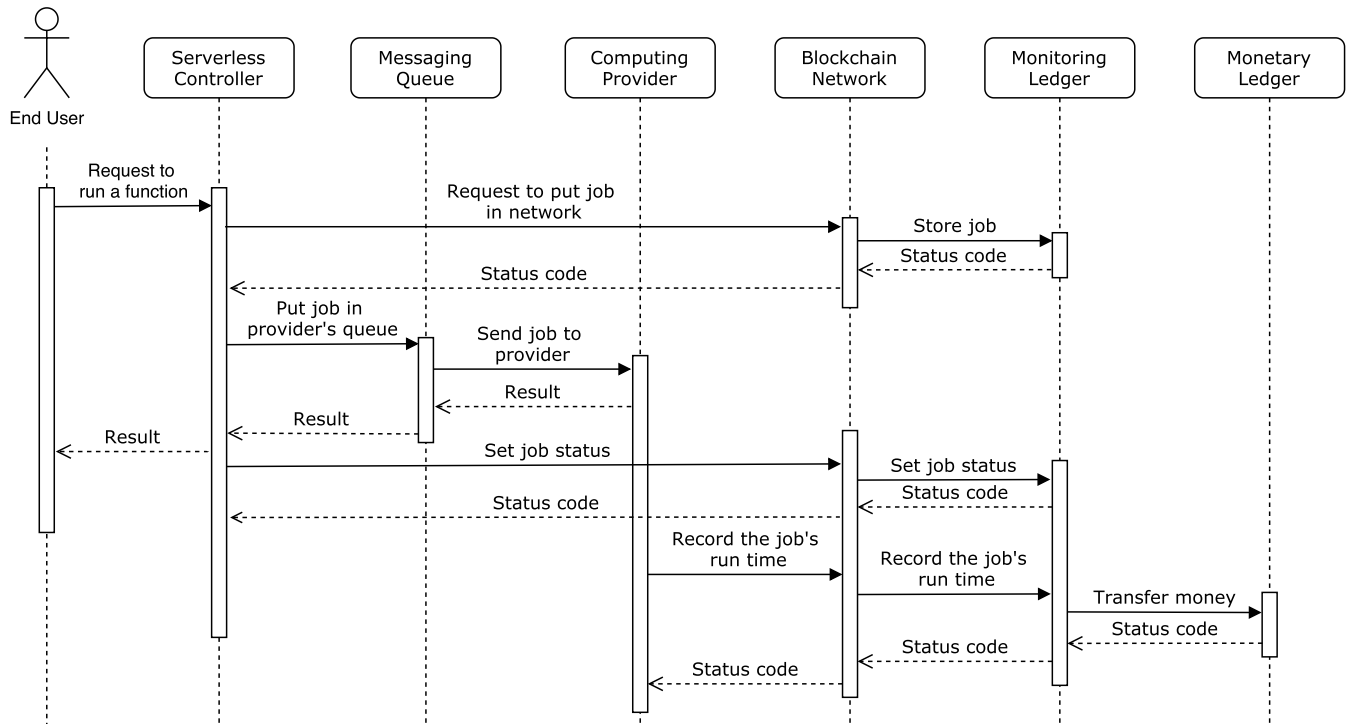 Serverless
Controller
Messaging
Queue
Computing
Provider
Blockchain
Network
Monitoring
Ledger
Monetary
Ledger
End User
Request to
run a function
Request to put job
in network
Store job
Status code
Status code
Put job in
provider's queue
Send job to
provider
Result
Result
Result
Set job status
Set job status
Status code
Status code
Record the job's
run time
Record the job's
run time
Transfer money
Status code
Status code
Status code